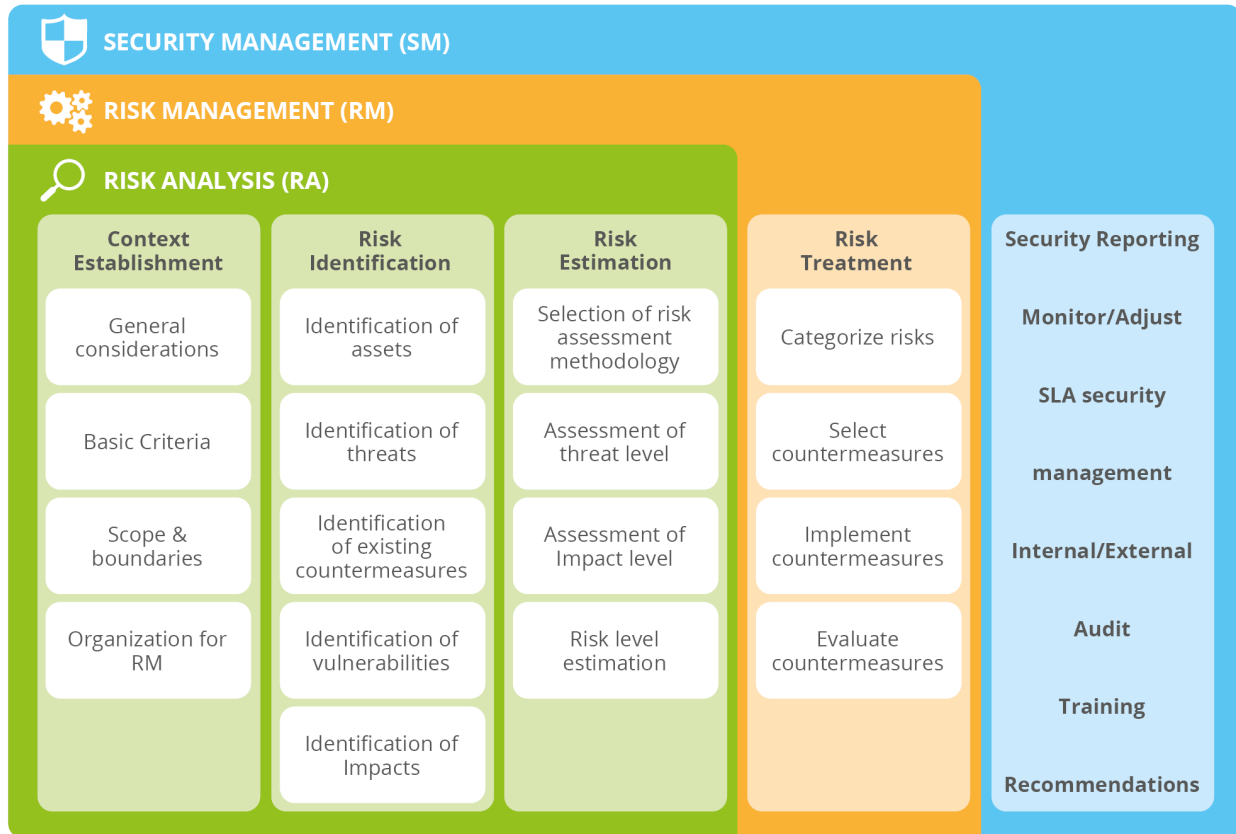 SECURITY MANAGEMENT (SM)
RISK MANAGEMENT (RM)
RISK ANALYSIS (RA)
Context
Establishment
General
considerations
Basic Criteria
Scope &
boundaries
Organization for
RM
Risk
Identification
Identification of
assets
Identification of
threats
Identification
of existing
countermeasures
Identification of
vulnerabilities
Identification of
Impacts
Risk
Estimation
Selection of risk
assessment
methodology
Assessment of
threat level
Assessment of
Impact level
Risk level
estimation
Risk
Treatment
Categorize risks
Select
countermeasures
Implement
countermeasures
Evaluate
countermeasures
Security Reporting
Monitor/Adjust
SLA security
management
Internal/External
Audit
Training
Recommendations